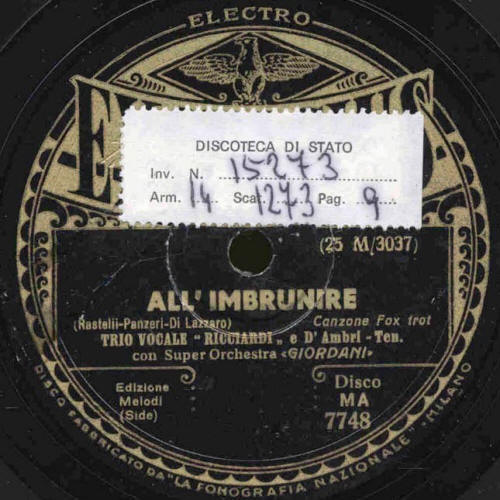 ELECTRO
DISCOTECA DI STATO
Inv. N. 15273
Arm. 14 Scat. 1273 Pag. 9
(25 M/3037)
ALL' IMBRUNIRE
(Rastelii-Panzeri-Di Lazzaro) Canzone Fox trot
TRIO VOCALE "RICCIARDI„ e D'Ambri - Ten.
con Super Orchestra «GIORDANI»
Edizione
Melodi
(Side)
Disco
MA
7748
DISCO FABBRICATO DA "LA FONOGRAFIA NAZIONALE" - MILANO